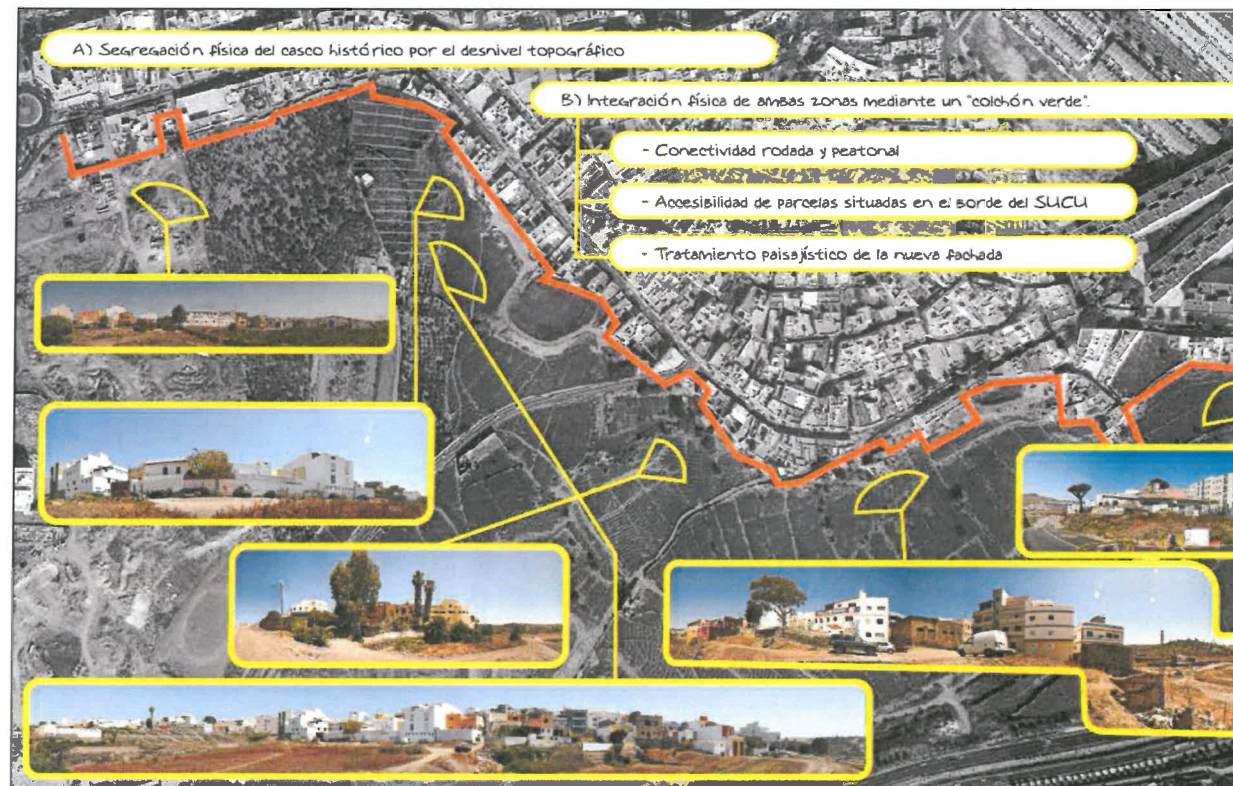 A) Segregación física del casco histórico por el desnivel topográfico
B) Integración física de ambas zonas mediante un "colchón verde".
- Conectividad rodada y peatonal
- Accesibilidad de parcelas situadas en el borde del SUCU
- Tratamiento paisajístico de la nueva fachada